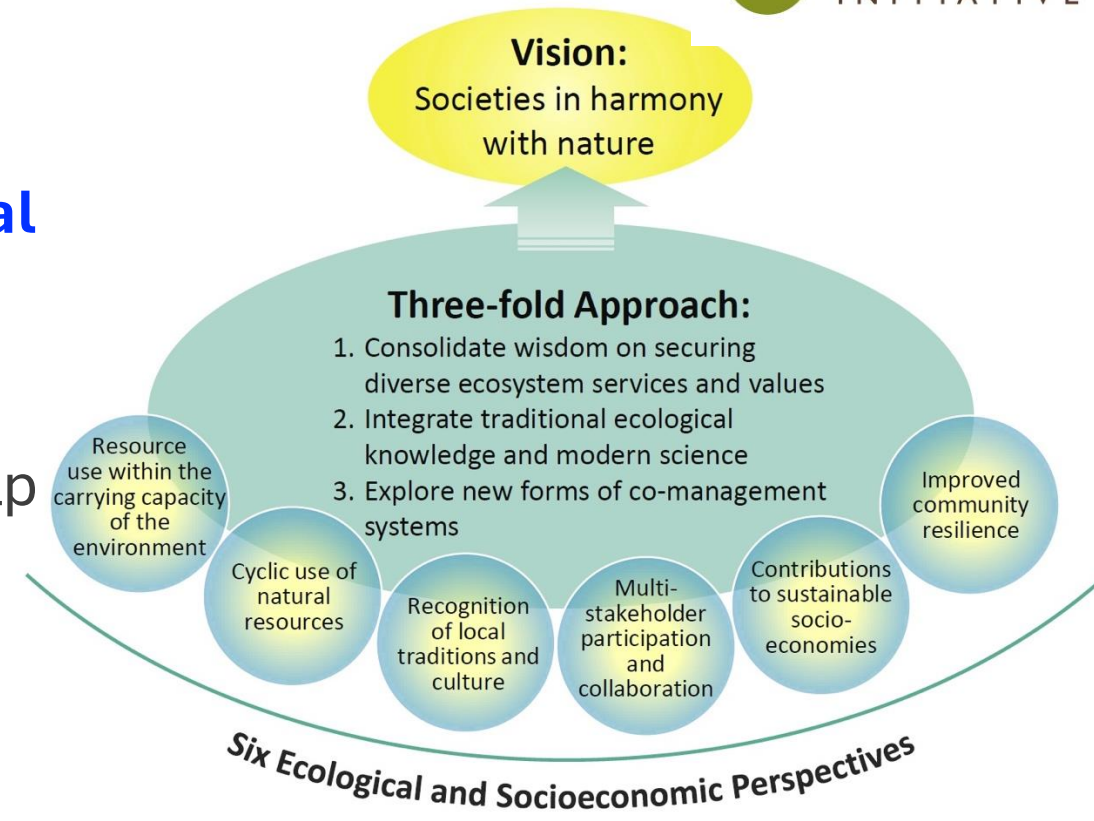 INITIATIVE
Vision:
Societies in harmony
with nature
al
Three-fold Approach:
1. Consolidate wisdom on securing
diverse ecosystem services and values
2. Integrate traditional ecological
knowledge and modern science
3. Explore new forms of co-management
systems
Resource
use within the
carrying capacity
of the
environment
Cyclic use of
natural
resources
Recognition
of local
traditions and
culture
Multi-
stakeholder
participation
and
collaboration
Contributions
to sustainable
socio-
economies
Improved
community
resilience
Six Ecological and Socioeconomic Perspectives